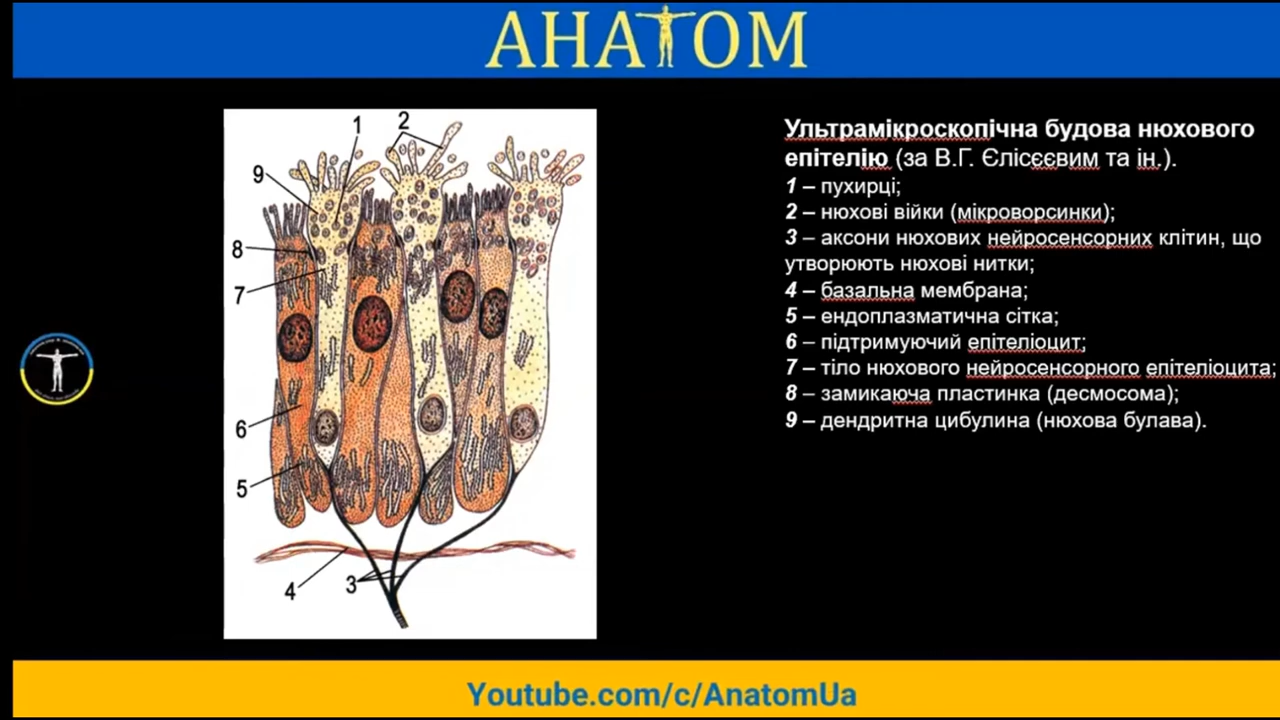 АНАТОМ
Ультрамікроскопічна будова нюхового
епітелію (за В.Г. Єлісєєвим та ін.).
1 – пухирці;
2 – нюхові війки (мікроворсинки);
3 – аксони нюхових нейросенсорних клітин, що
утворюють нюхові нитки;
4 – базальна мембрана;
5 – ендоплазматична сітка;
6 – підтримуючий епітеліоцит;
7 – тіло нюхового нейросенсорного епітеліоцита;
8 – замикаюча пластинка (десмосома);
9 – дендритна цибулина (нюхова булава).
1
2
9
8
7
6
5
4
3
Youtube.com/c/AnatomUa